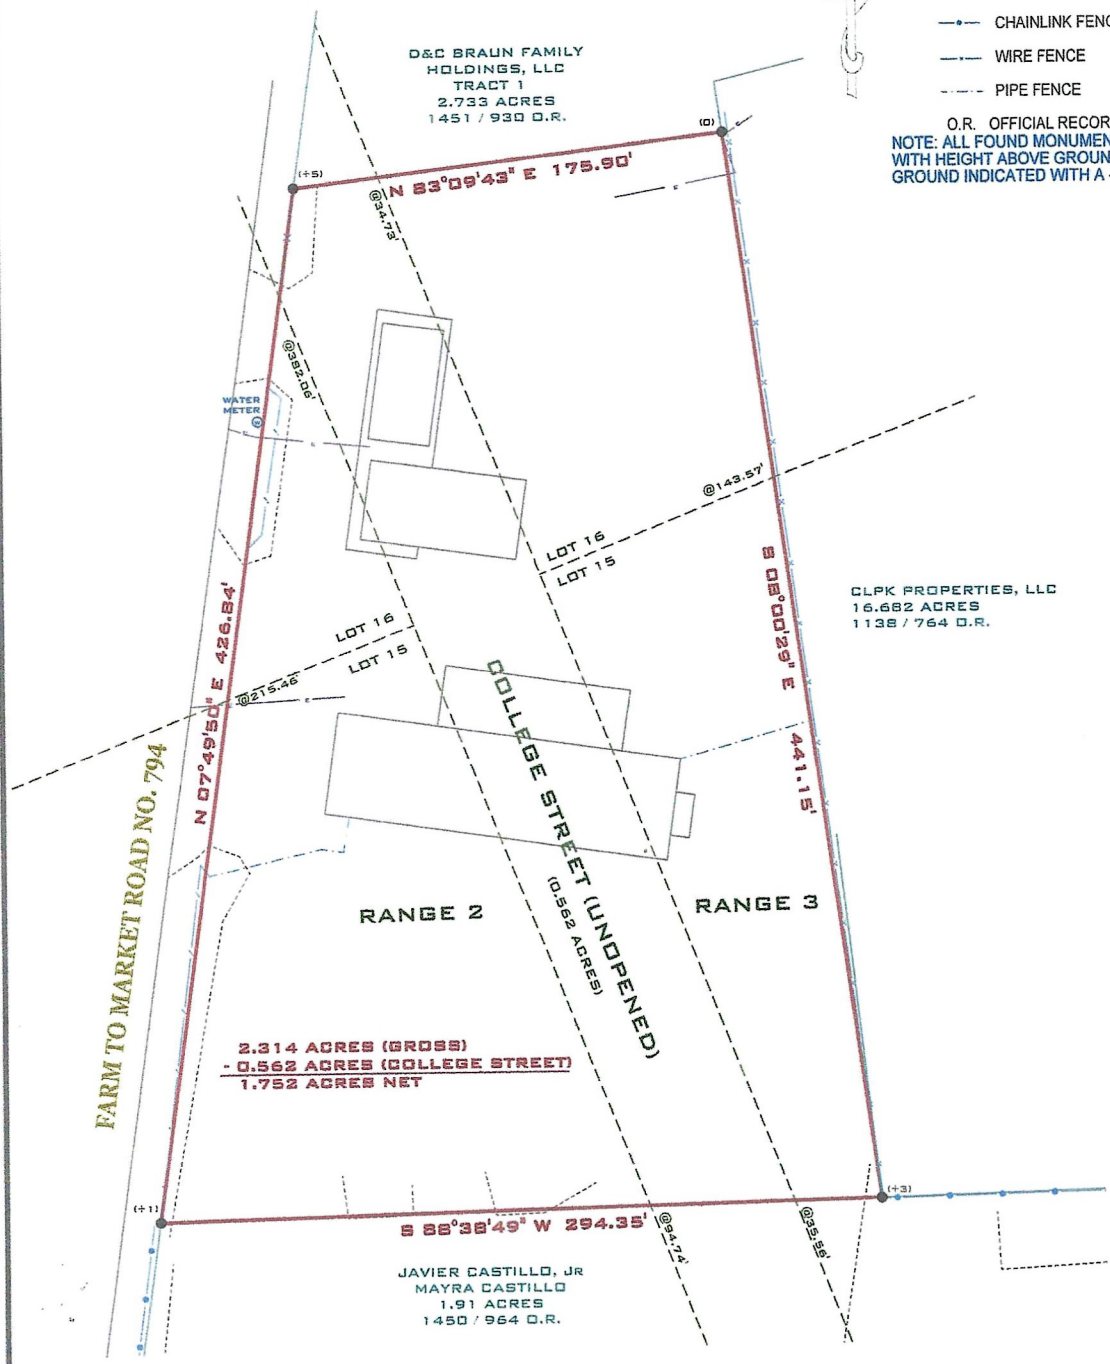 CHAINLINK FENC
WIRE FENCE
PIPE FENCE
O.R. OFFICIAL RECOR
NOTE: ALL FOUND MONUMEN
WITH HEIGHT ABOVE GROUN
GROUND INDICATED WITH A -
D&C BRAUN FAMILY
HOLDINGS, LLC
TRACT 1
2.733 ACRES
1451 / 930 O.R.
(0)
(+5)
N 83°09'43" E 175.90'
@34.73'
@382.06'
WATER
METER
W
@143.57'
LOT 16
LOT 15
S 08°00'29" E 441.15'
CLPK PROPERTIES, LLC
16.682 ACRES
1138 / 764 O.R.
LOT 16
LOT 15
@215.46'
N 07°49'50" E 426.84'
FARM TO MARKET ROAD NO. 794
COLLEGE STREET (UNOPENED)
(0.562 ACRES)
RANGE 2
RANGE 3
2.314 ACRES (GROSS)
- 0.562 ACRES (COLLEGE STREET)
1.752 ACRES NET
(+1)
(+3)
S 88°38'49" W 294.35'
@94.74'
@35.56'
JAVIER CASTILLO, JR
MAYRA CASTILLO
1.91 ACRES
1450 / 964 O.R.